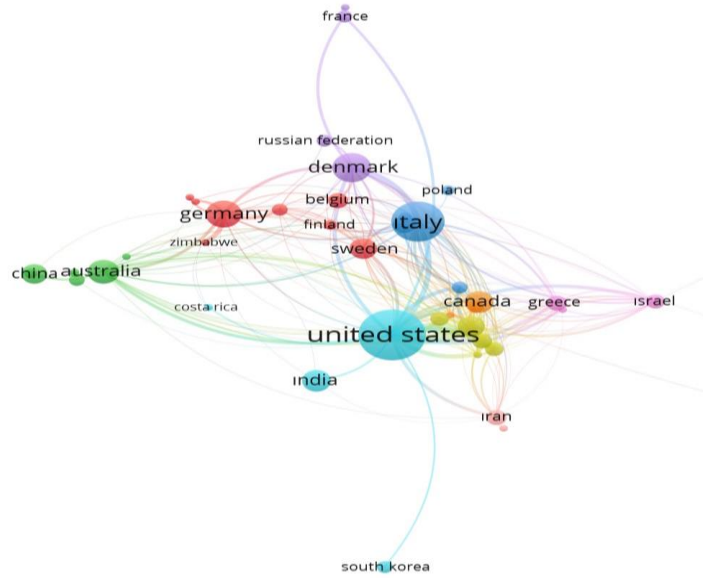 france
russian federation
denmark
poland
belgium
germany
italy
finland
zimbabwe
sweden
china
australia
canada
greece
israel
costa rica
united states
india
iran
south korea